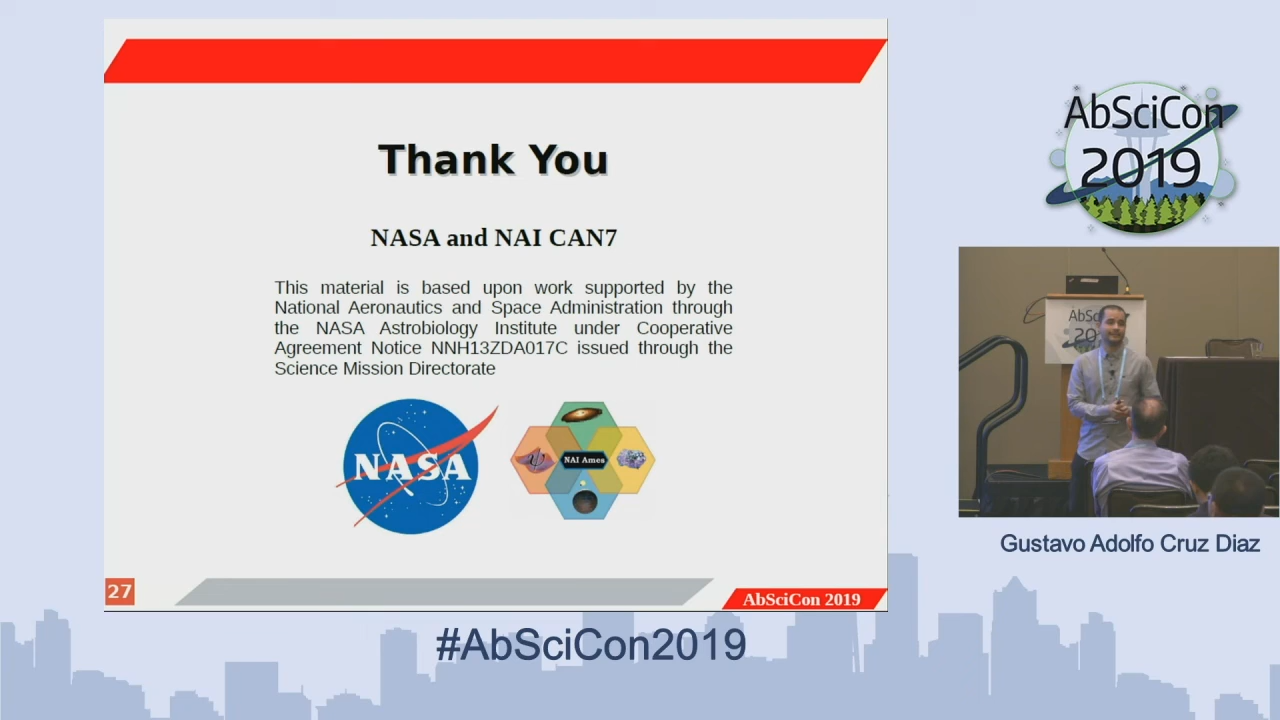 Thank You
NASA and NAI CAN7
This material is based upon work supported by the
National Aeronautics and Space Administration through
the NASA Astrobiology Institute under Cooperative
Agreement Notice NNH13ZDA017C issued through the
Science Mission Directorate
NASA
NAI Ames
27
AbSciCon 2019
AbSciCon
2019
AbSc
20
Gustavo Adolfo Cruz Diaz
#AbSciCon2019